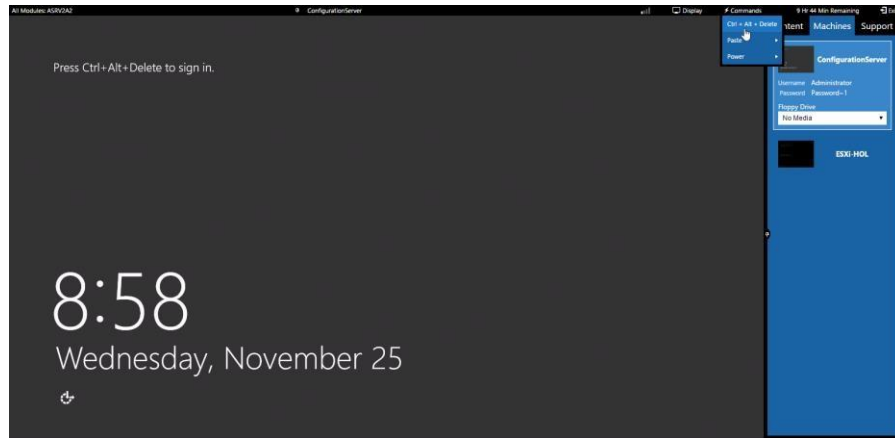 All Modules: ASRV2A2
ConfigurationServer
Display
Commands
9 Hr 44 Min Remaining
Ctrl + Alt + Delete
Machines
Support
Paste
Power
Press Ctrl+Alt+Delete to sign in.
ConfigurationServer
Username Administrator
Password Password~1
Floppy Drive
No Media
ESXi-HOL
8:58
Wednesday, November 25